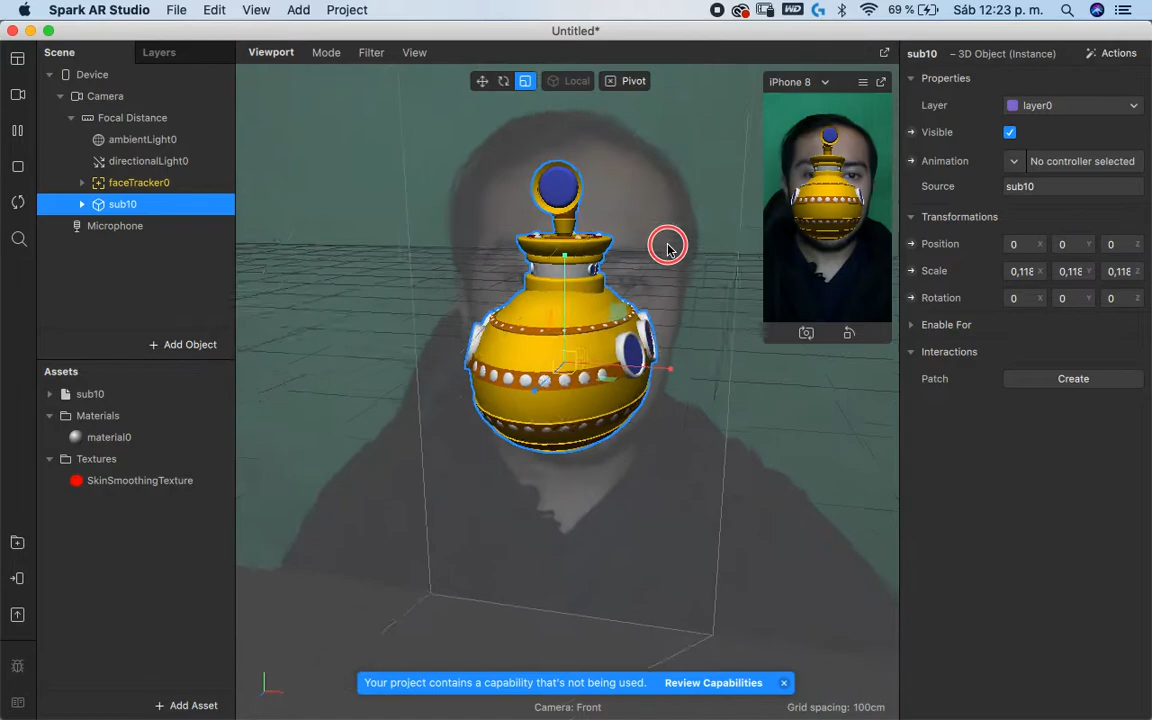 Spark AR Studio File Edit View Add Project WD 69 % Sáb 12:23 p. m.
Untitled*
Scene Layers
Viewport Mode Filter View
sub10 – 3D Object (Instance) Actions
Device
Camera
Focal Distance
ambientLight0
directionalLight0
faceTracker0
sub10
Microphone
Add Object
Assets
sub10
Materials
material0
Textures
SkinSmoothingTexture
Add Asset
Local Pivot
iPhone 8
Your project contains a capability that's not being used. Review Capabilities
Camera: Front
Grid spacing: 100cm
Properties
Layer layer0
Visible
Animation No controller selected
Source sub10
Transformations
Position 0 X 0 Y 0 Z
Scale 0,118 X 0,118 Y 0,118 Z
Rotation 0 X 0 Y 0 Z
Enable For
Interactions
Patch Create